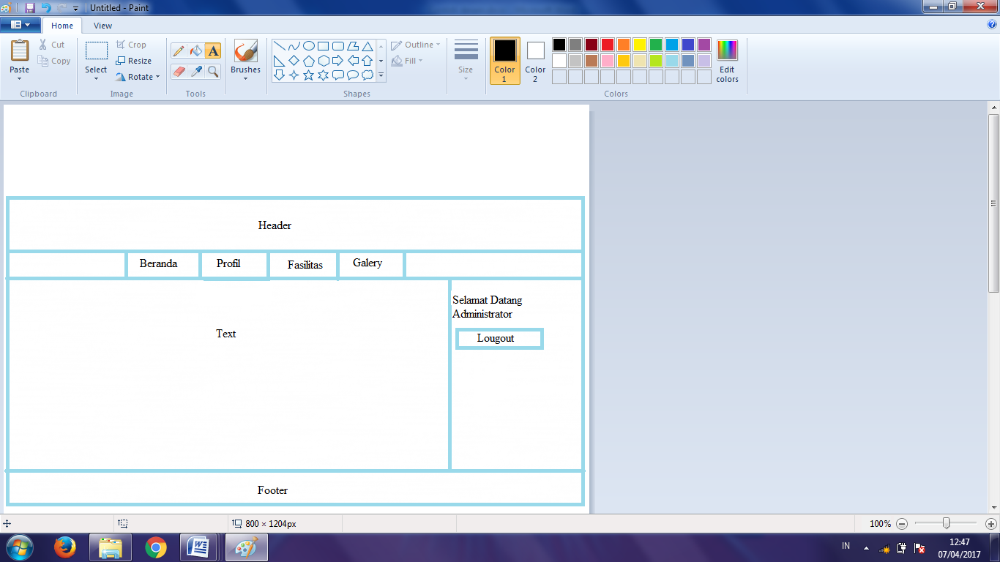 Untitled - Paint
Home
View
Paste
Cut
Copy
Clipboard
Select
Crop
Resize
Rotate
Image
A
Tools
Brushes
Shapes
Outline
Fill
Size
Color
1
Color
2
Edit
colors
Colors
Header
Beranda
Profil
Fasilitas
Galery
Text
Selamat Datang
Administrator
Lougout
Footer
800 × 1204px
100%
IN
12:47
07/04/2017